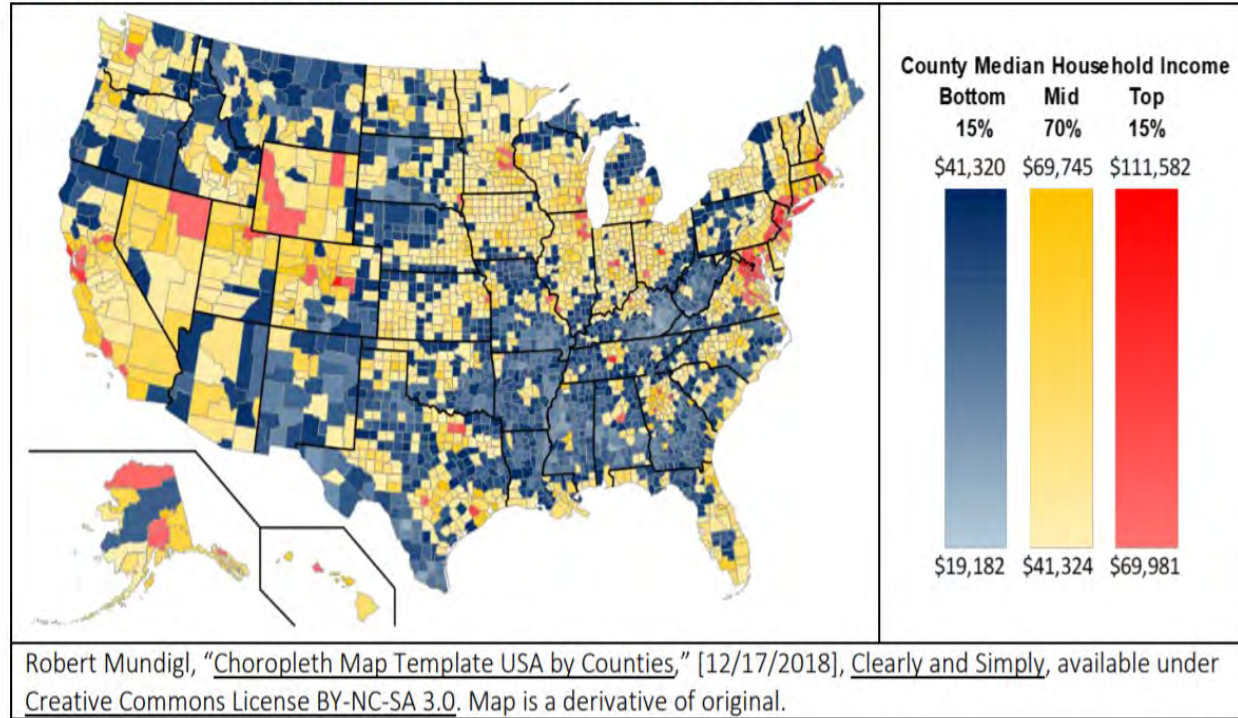 County Median Household Income
Bottom Mid Top
15% 70% 15%
$41,320 $69,745 $111,582
$19,182 $41,324 $69,981
Robert Mundigl, “Choropleth Map Template USA by Counties,” [12/17/2018], Clearly and Simply, available under
Creative Commons License BY-NC-SA 3.0. Map is a derivative of original.